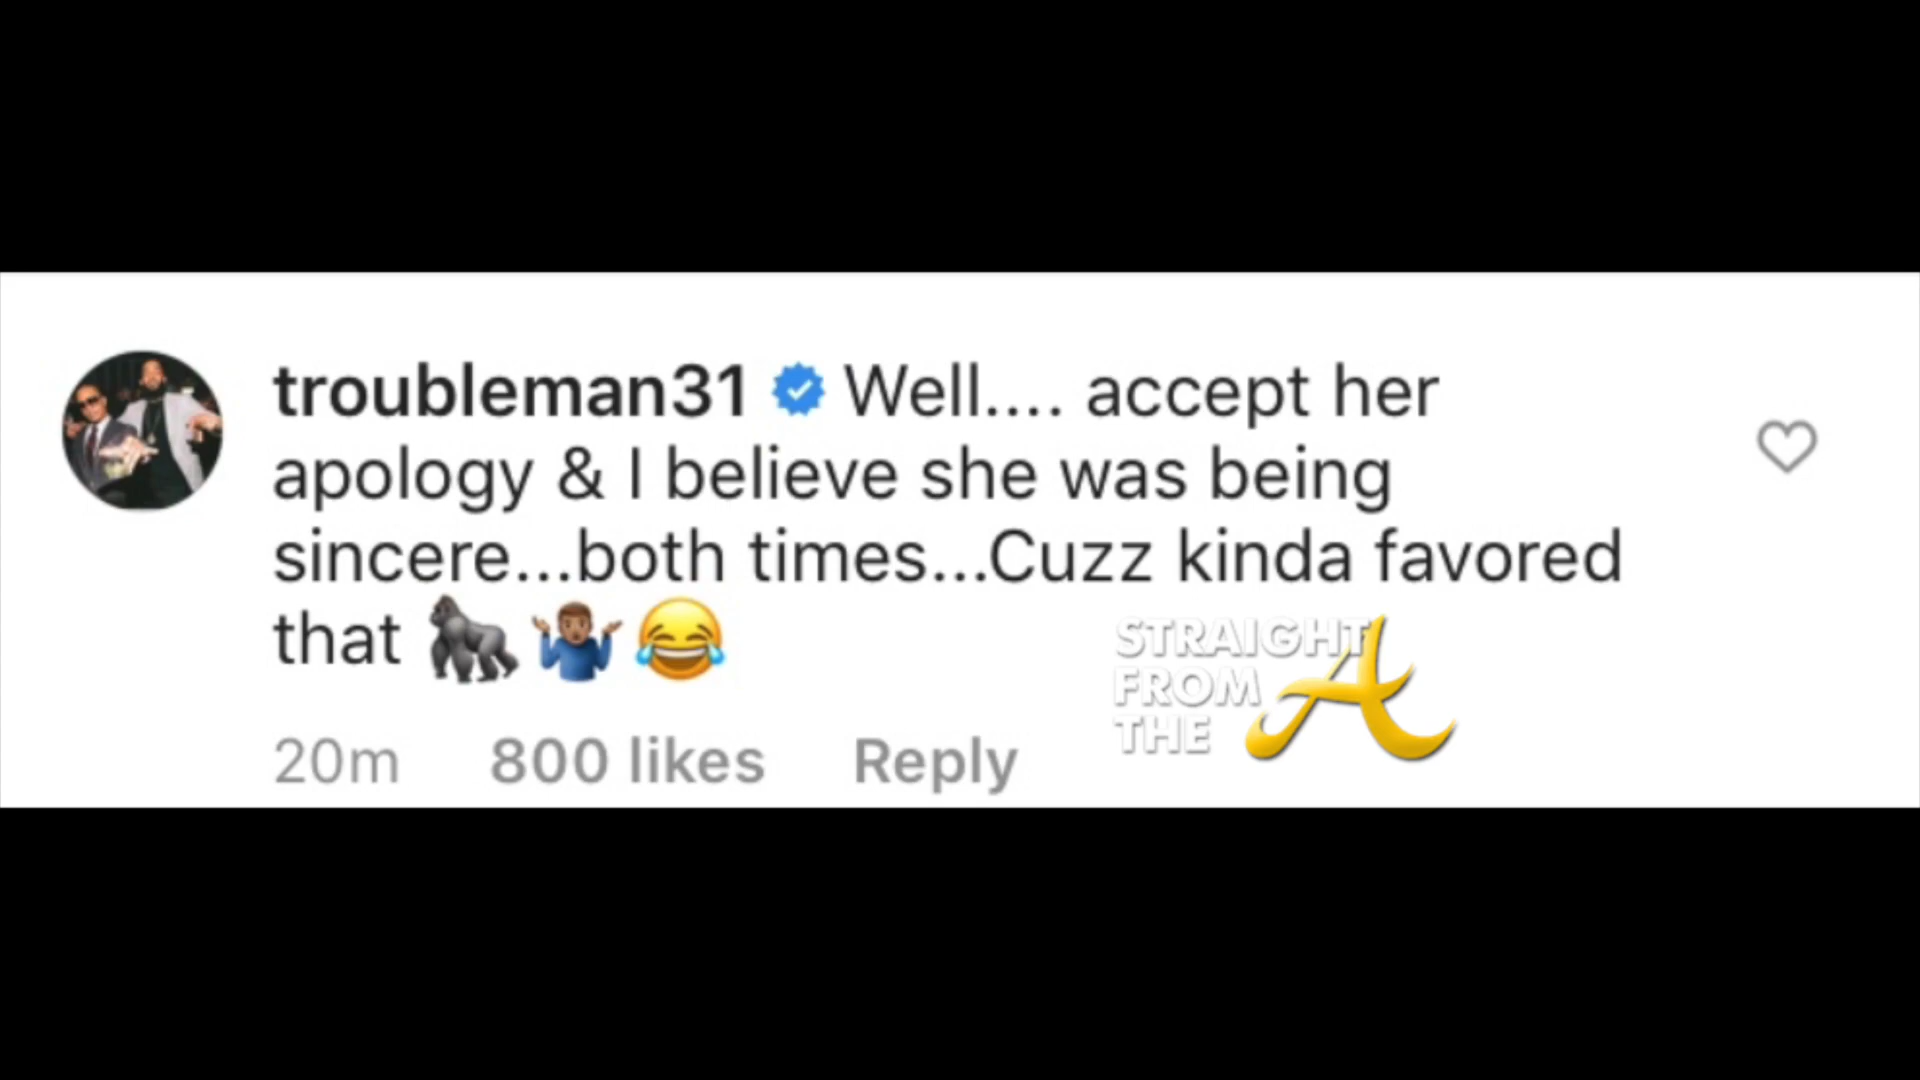 troubleman31 Well.... accept her
apology & I believe she was being
sincere...both times...Cuzz kinda favored
that 🦍🤷🏽‍♂️😂
20m 800 likes Reply
STRAIGHT
FROM
THE A